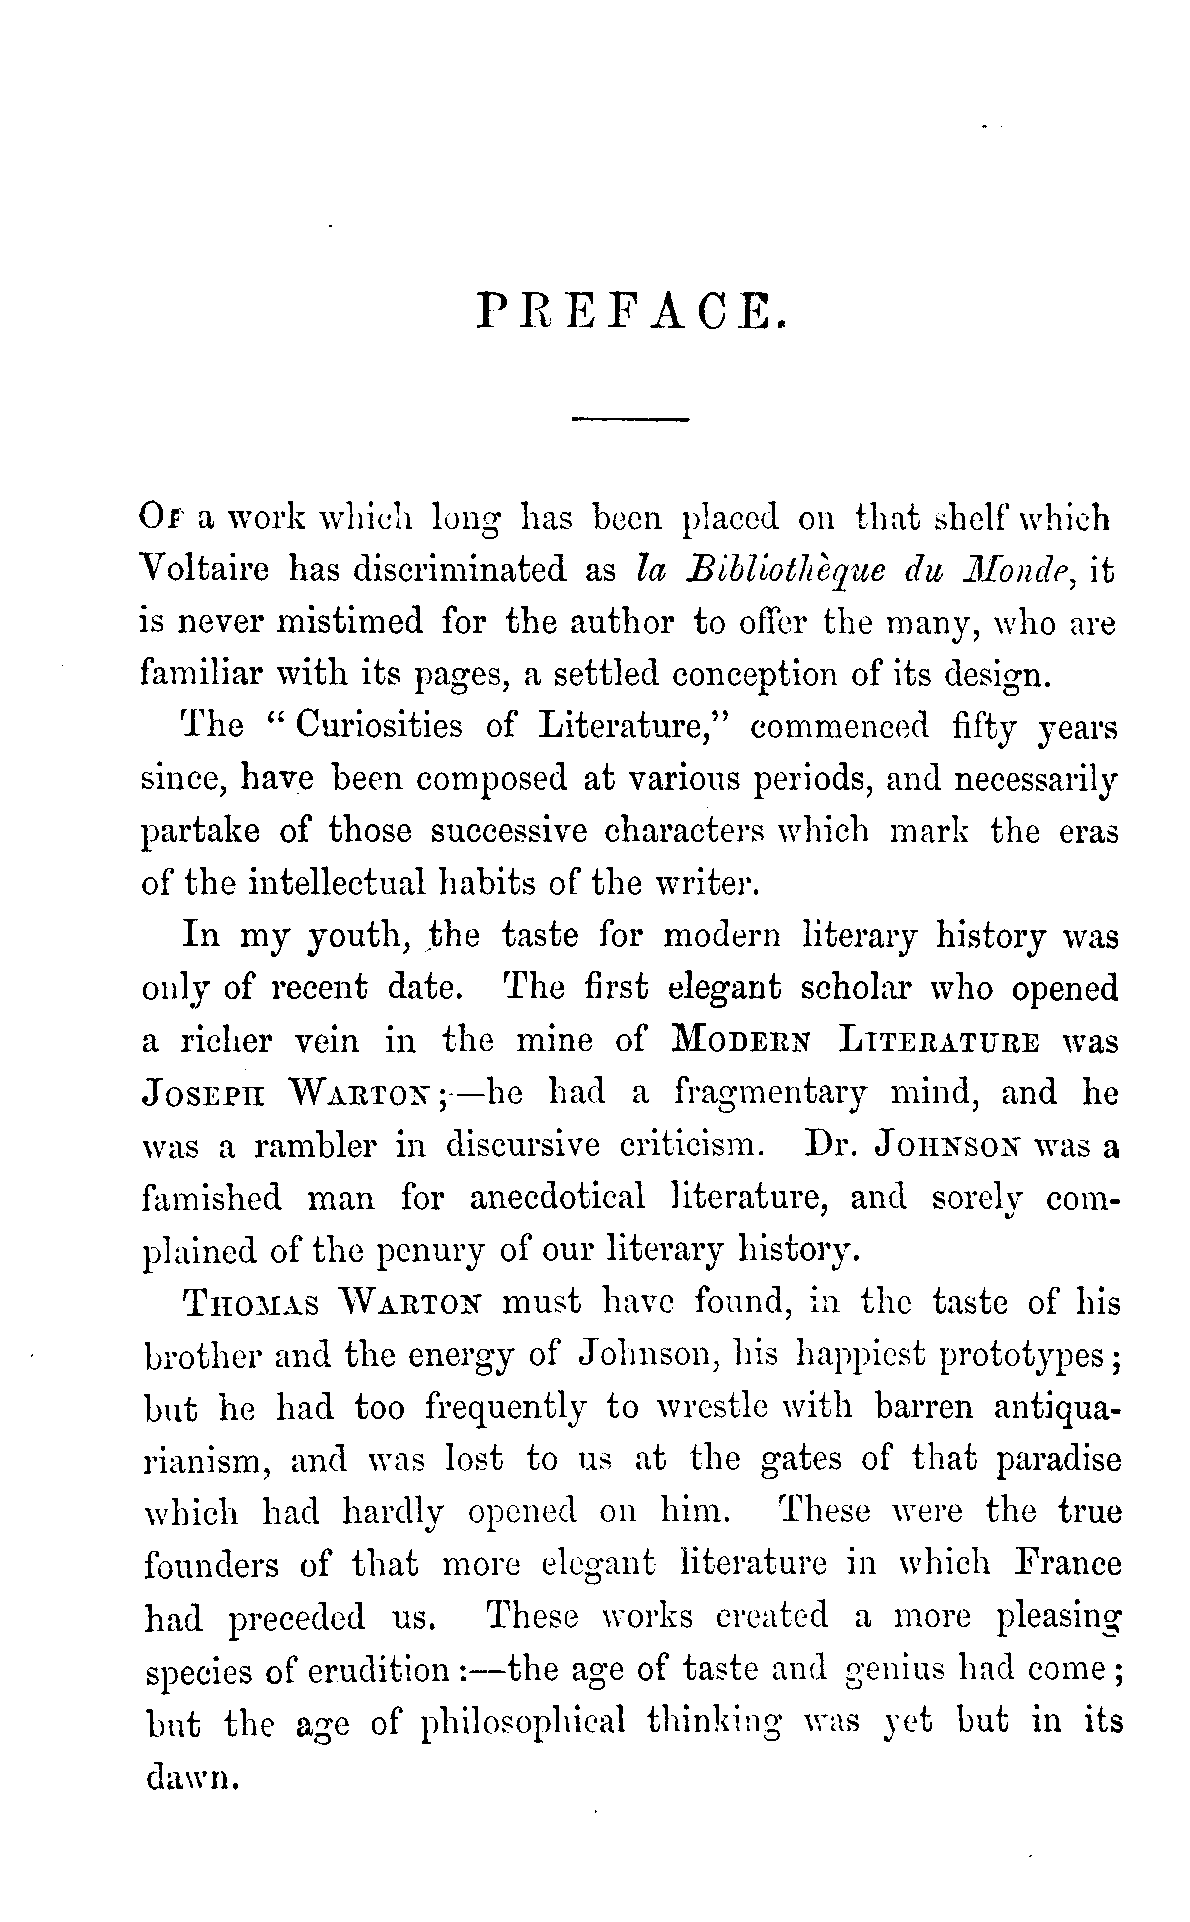 PREFACE.
Of a work which long has been placed on that shelf which
Voltaire has discriminated as la Bibliothèque du Monde, it
is never mistimed for the author to offer the many, who are
familiar with its pages, a settled conception of its design.
The “ Curiosities of Literature,” commenced fifty years
since, have been composed at various periods, and necessarily
partake of those successive characters which mark the eras
of the intellectual habits of the writer.
In my youth, the taste for modern literary history was
only of recent date. The first elegant scholar who opened
a richer vein in the mine of MODERN LITERATURE was
JOSEPH WARTON ;—he had a fragmentary mind, and he
was a rambler in discursive criticism. Dr. JOHNSON was a
famished man for anecdotical literature, and sorely com-
plained of the penury of our literary history.
THOMAS WARTON must have found, in the taste of his
brother and the energy of Johnson, his happiest prototypes ;
but he had too frequently to wrestle with barren antiqua-
rianism, and was lost to us at the gates of that paradise
which had hardly opened on him. These were the true
founders of that more elegant literature in which France
had preceded us. These works created a more pleasing
species of erudition :—the age of taste and genius had come ;
but the age of philosophical thinking was yet but in its
dawn.